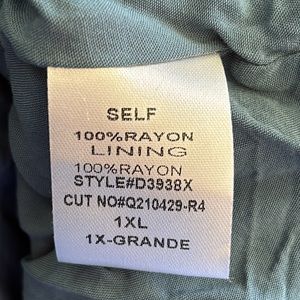 SELF
100%RAYON
LINING
100%RAYON
STYLE#D3938X
CUT NO#Q210429-R4
1XL
1X-GRANDE